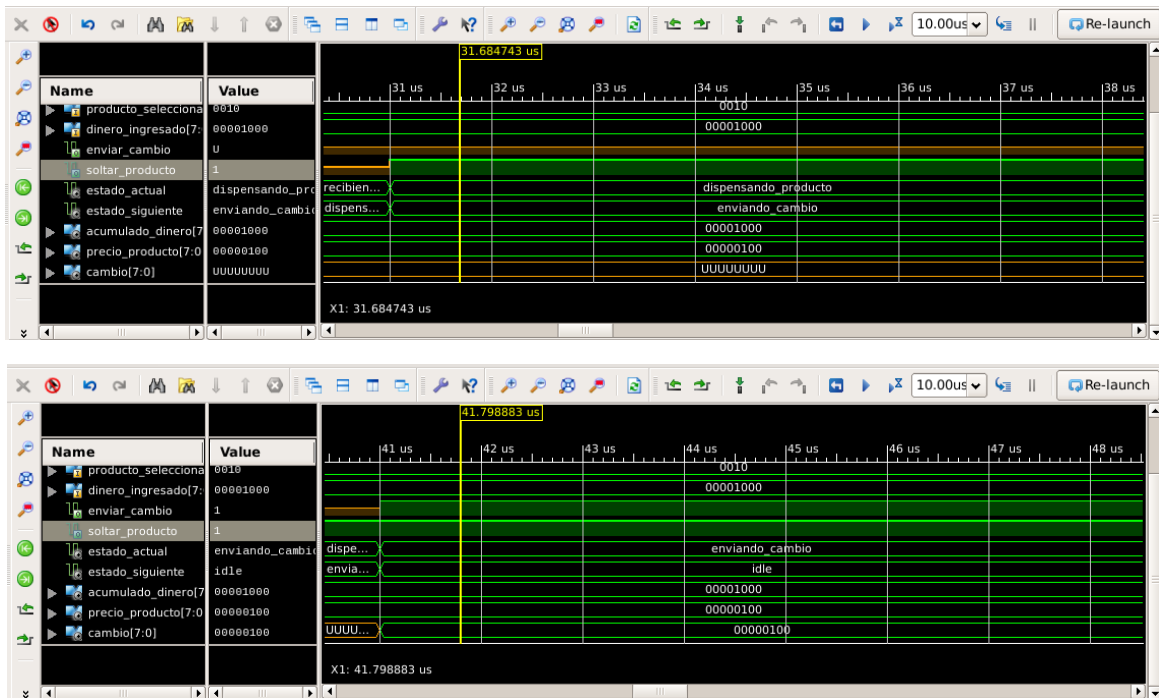 10.00us Re-launch
31.684743 us
Name Value 31 us 32 us 33 us 34 us 35 us 36 us 37 us 38 us
producto_selecciona 0010 0010
dinero_ingresado[7: 00001000 00001000
enviar_cambio U
soltar_producto 1
estado_actual dispensando_pro recibien... dispensando_producto
estado_siguiente enviando_cambio dispens... enviando_cambio
acumulado_dinero[7 00001000 00001000
precio_producto[7:0 00000100 00000100
cambio[7:0] UUUUUUUU UUUUUUUU
X1: 31.684743 us
10.00us Re-launch
41.798883 us
Name Value 41 us 42 us 43 us 44 us 45 us 46 us 47 us 48 us
producto_selecciona 0010 0010
dinero_ingresado[7: 00001000 00001000
enviar_cambio 1
soltar_producto 1
estado_actual enviando_cambio dispe... enviando_cambio
estado_siguiente idle envia... idle
acumulado_dinero[7 00001000 00001000
precio_producto[7:0 00000100 00000100
cambio[7:0] 00000100 UUUU... 00000100
X1: 41.798883 us